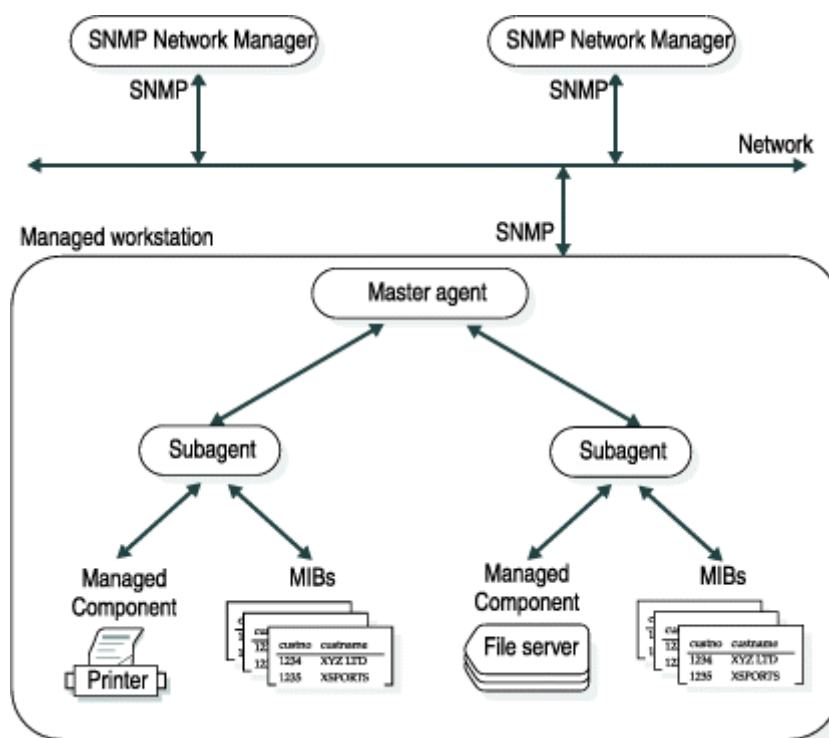 SNMP Network Manager
SNMP Network Manager
SNMP
SNMP
Network
SNMP
Managed workstation
Master agent
Subagent
Subagent
Managed
Component
MIBs
Managed
Component
MIBs
Printer
custno custname
1234 XYZ LTD
1235 XSPORTS
File server
custno custname
1234 XYZ LTD
1235 XSPORTS